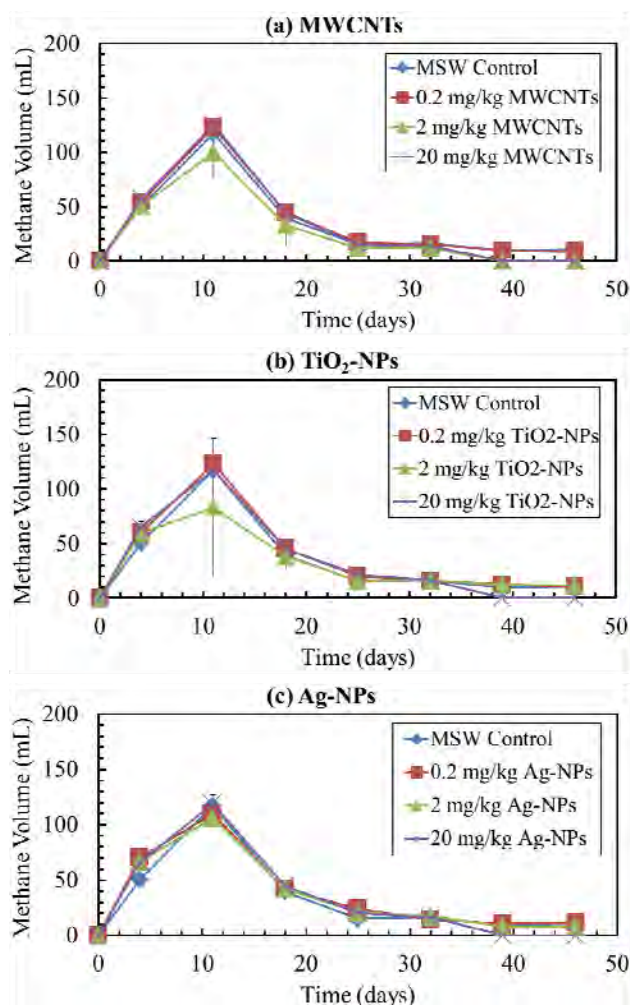 (a) MWCNTs
200
150
100
50
0
Methane Volume (mL)
MSW Control
0.2 mg/kg MWCNTs
2 mg/kg MWCNTs
20 mg/kg MWCNTs
0 10 20 30 40 50
Time (days)
(b) TiO₂-NPs
200
150
100
50
0
Methane Volume (mL)
MSW Control
0.2 mg/kg TiO2-NPs
2 mg/kg TiO2-NPs
20 mg/kg TiO2-NPs
0 10 20 30 40 50
Time (days)
(c) Ag-NPs
200
150
100
50
0
Methane Volume (mL)
MSW Control
0.2 mg/kg Ag-NPs
2 mg/kg Ag-NPs
20 mg/kg Ag-NPs
0 10 20 30 40 50
Time (days)